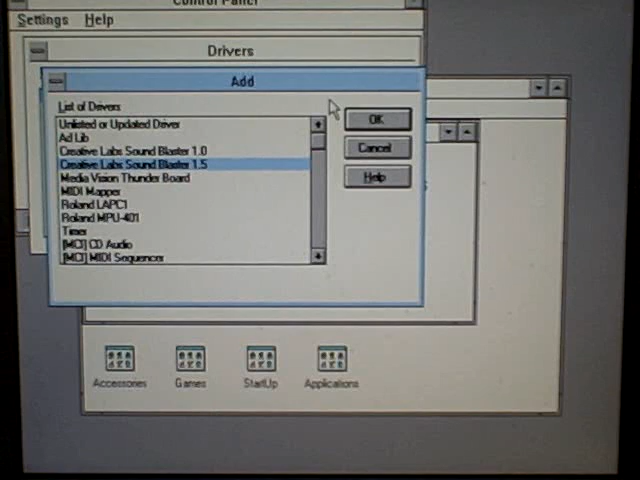 Control Panel
Settings Help
Drivers
Add
List of Drivers
Unlisted or Updated Driver
Ad Lib
Creative Labs Sound Blaster 1.0
Creative Labs Sound Blaster 1.5
Media Vision Thunder Board
MIDI Mapper
Roland LAPC1
Roland MPU-401
Timer
[MCI] CD Audio
[MCI] MIDI Sequencer
OK
Cancel
Help
Accessories
Games
StartUp
Applications